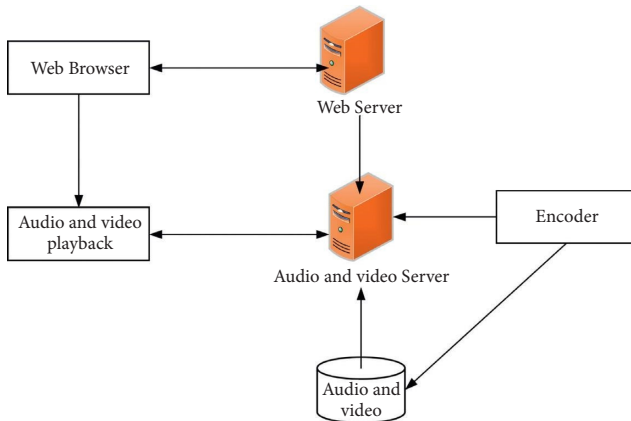 Web Browser
Web Server
Audio and video
playback
Encoder
Audio and video Server
Audio and
video